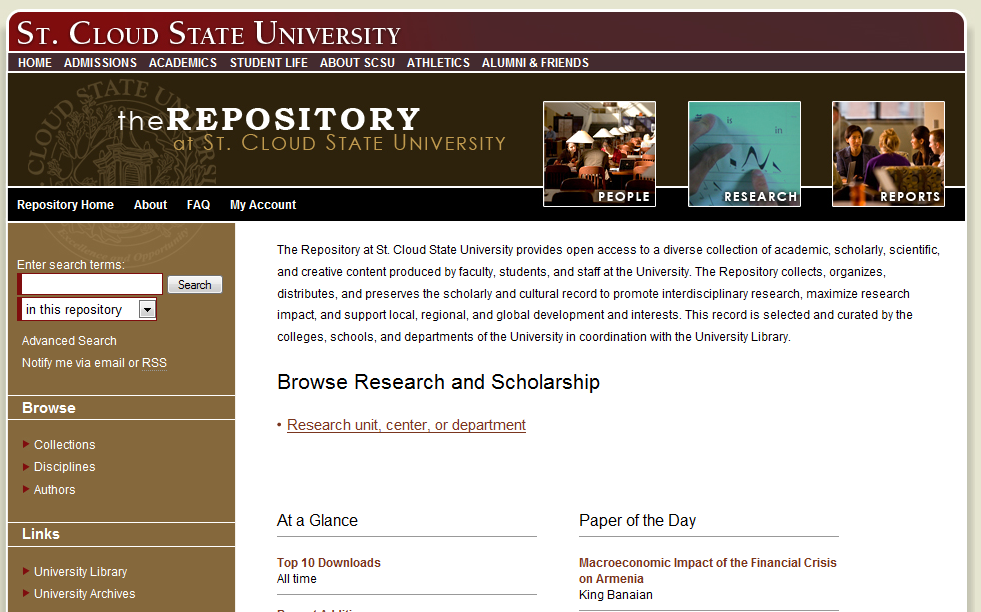 St. Cloud State University
HOME ADMISSIONS ACADEMICS STUDENT LIFE ABOUT SCSU ATHLETICS ALUMNI & FRIENDS
theREPOSITORY
at St. Cloud State University
PEOPLE RESEARCH REPORTS
Repository Home About FAQ My Account
Enter search terms:
Search
in this repository
Advanced Search
Notify me via email or RSS
Browse
Collections
Disciplines
Authors
Links
University Library
University Archives
The Repository at St. Cloud State University provides open access to a diverse collection of academic, scholarly, scientific,
and creative content produced by faculty, students, and staff at the University. The Repository collects, organizes,
distributes, and preserves the scholarly and cultural record to promote interdisciplinary research, maximize research
impact, and support local, regional, and global development and interests. This record is selected and curated by the
colleges, schools, and departments of the University in coordination with the University Library.
Browse Research and Scholarship
• Research unit, center, or department
At a Glance
Top 10 Downloads
All time
Paper of the Day
Macroeconomic Impact of the Financial Crisis
on Armenia
King Banaian